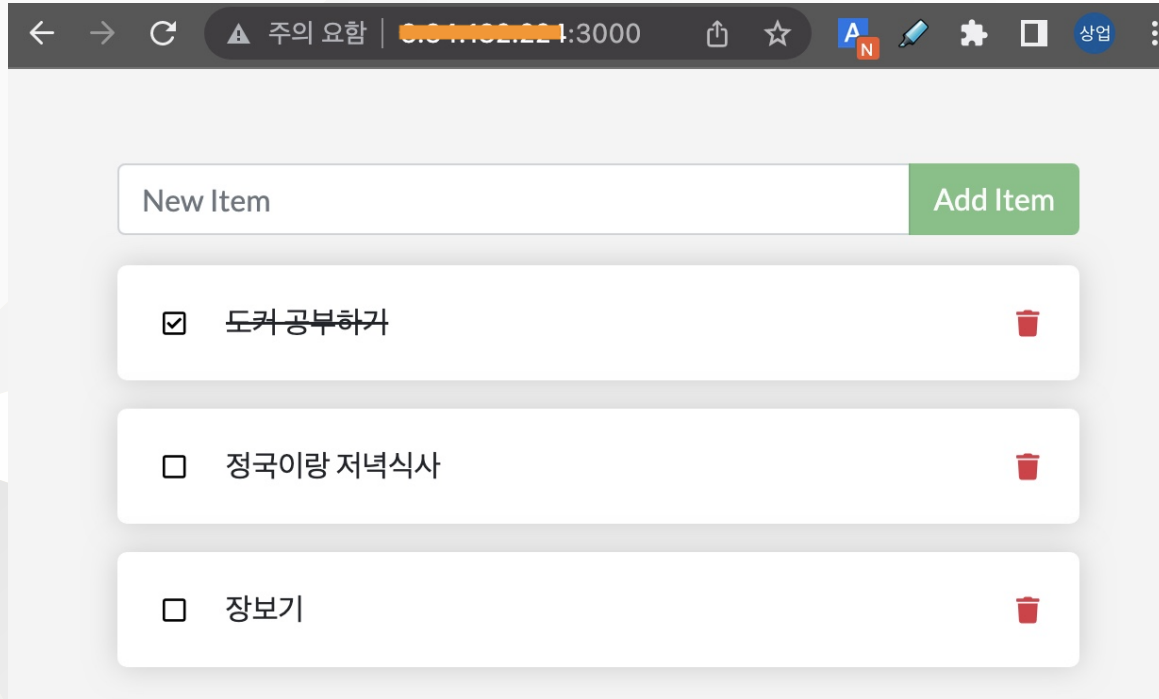 주의 요함 :3000
A
N
상업
New Item
Add Item
도커 공부하기
정국이랑 저녁식사
장보기